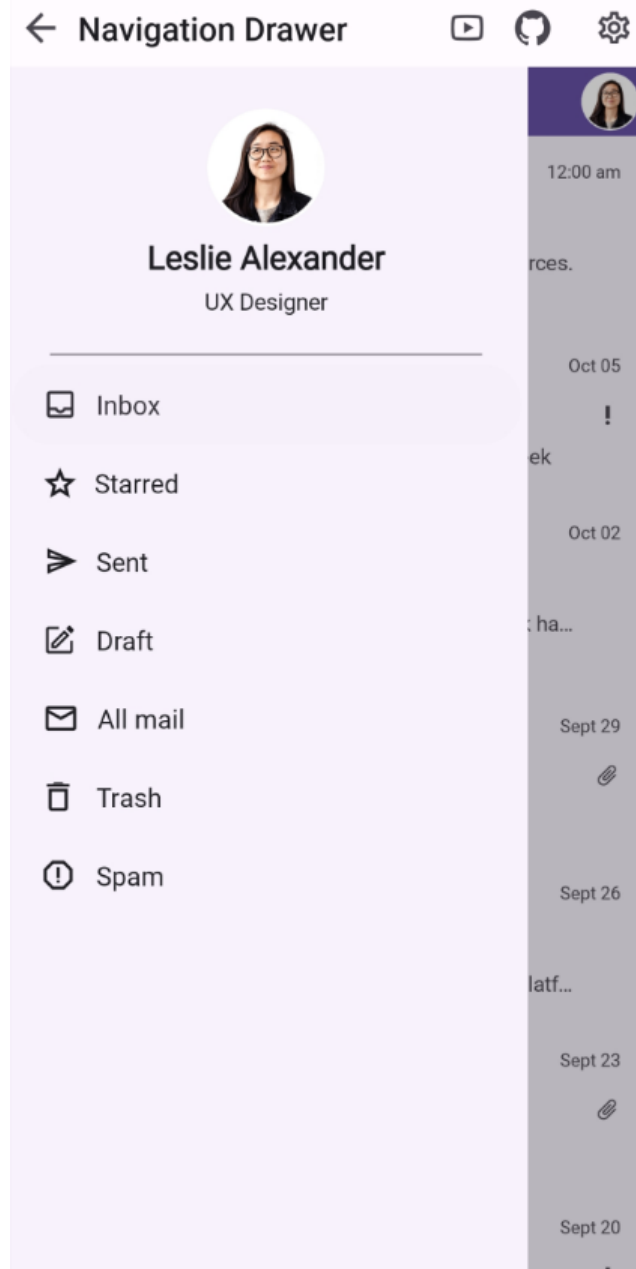 Navigation Drawer
Leslie Alexander
UX Designer
Inbox
Starred
Sent
Draft
All mail
Trash
Spam
12:00 am
rces.
Oct 05
!
ek
Oct 02
ha...
Sept 29
Sept 26
latf...
Sept 23
Sept 20